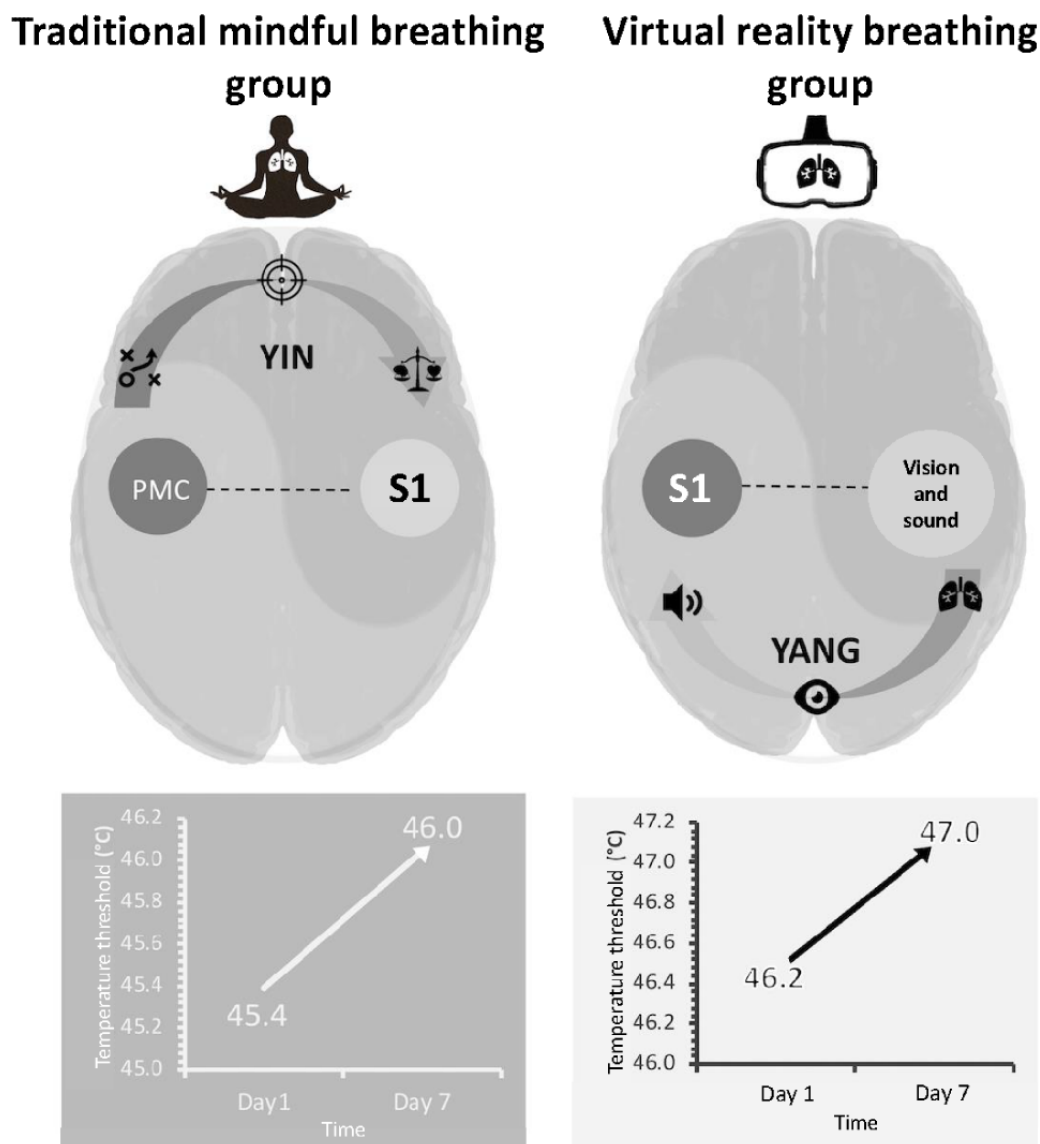 Traditional mindful breathing
group
Virtual reality breathing
group
YIN
PMC
S1
S1
Vision
and
sound
YANG
Temperature threshold (°C)
46.2
46.0
45.8
45.6
45.4
45.2
45.0
46.0
45.4
Day 1
Day 7
Time
Temperature threshold (°C)
47.2
47.0
46.8
46.6
46.4
46.2
46.0
47.0
46.2
Day 1
Day 7
Time